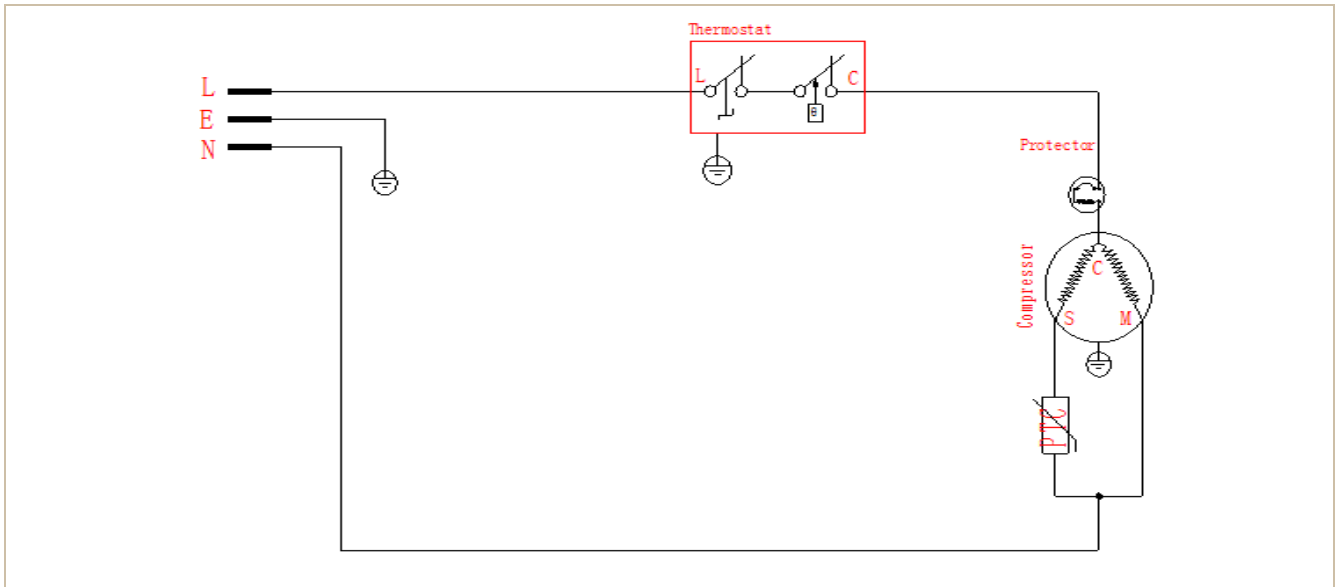 Thermostat
L
C
θ
L
E
N
Protector
Compressor
C
S
M
PTC